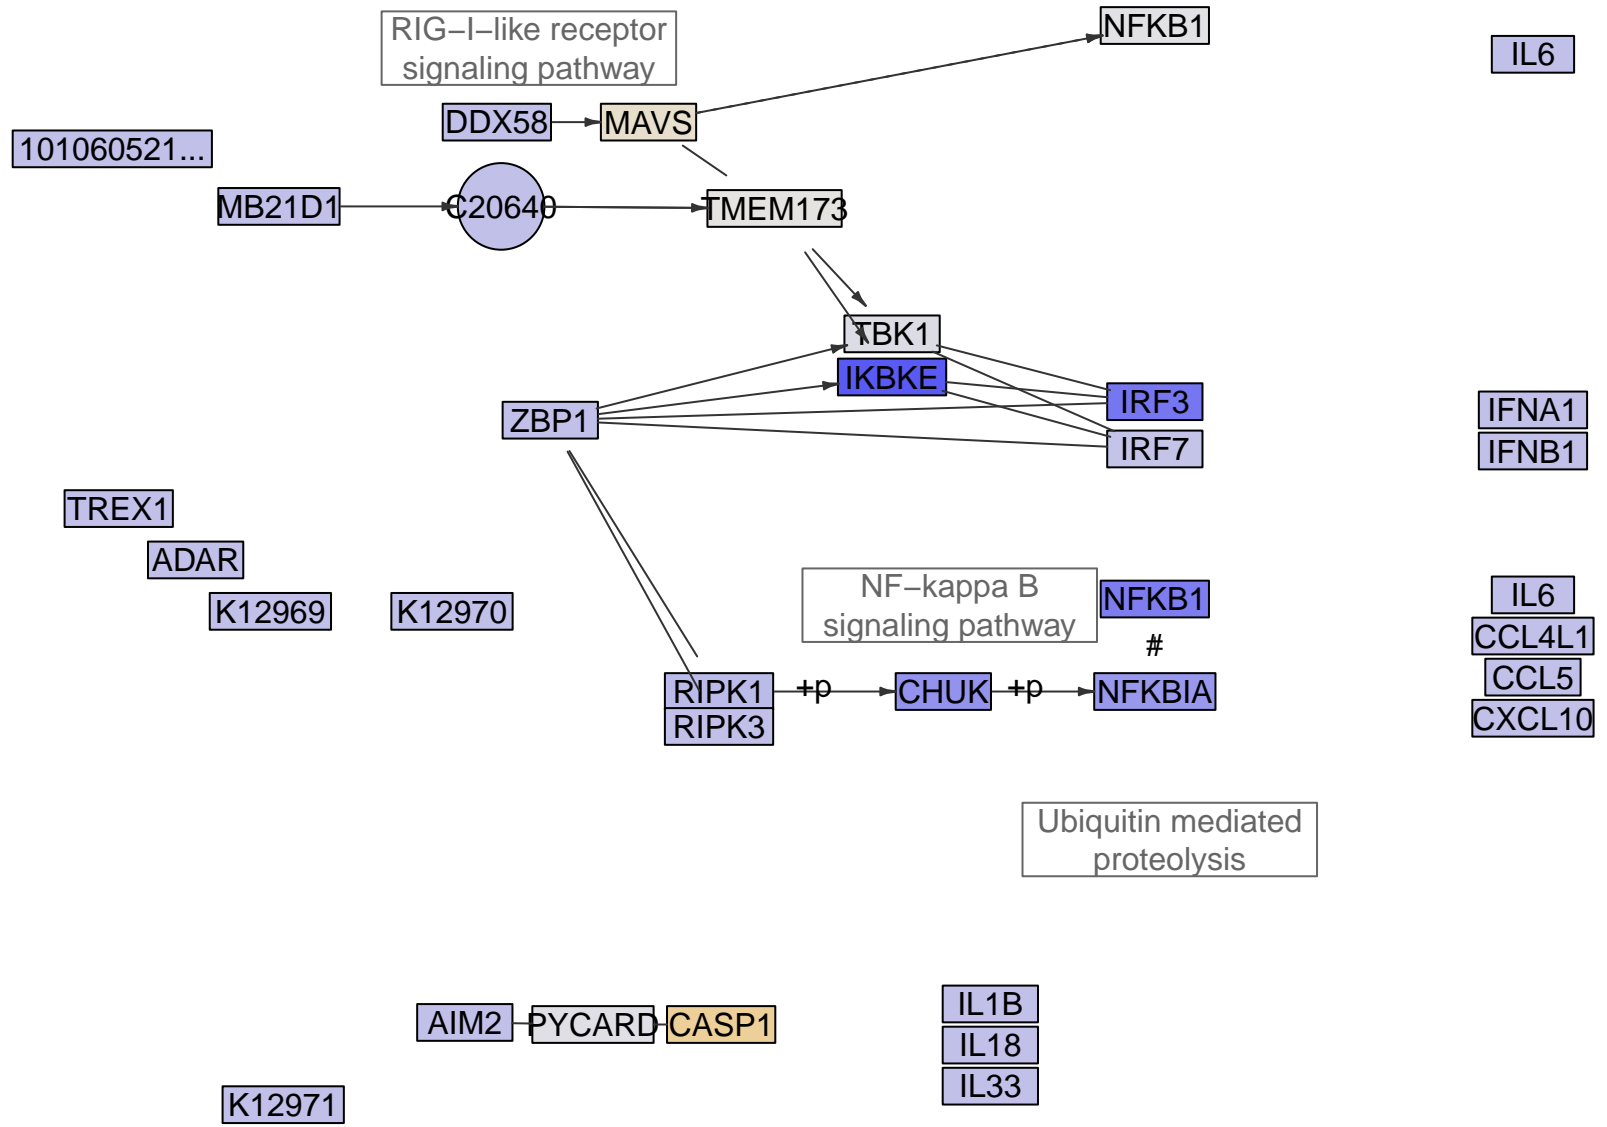 RIG–I–like receptor
signaling pathway
NFKB1
IL6
DDX58
MAVS
101060521...
MB21D1
C20640
TMEM173
TBK1
IKBKE
IRF3
ZBP1
IRF7
IFNA1
IFNB1
TREX1
ADAR
K12969
K12970
NF–kappa B
signaling pathway
NFKB1
#
IL6
CCL4L1
CCL5
CXCL10
RIPK1
+p
CHUK
+p
NFKBIA
RIPK3
Ubiquitin mediated
proteolysis
AIM2
PYCARD
CASP1
IL1B
IL18
IL33
K12971